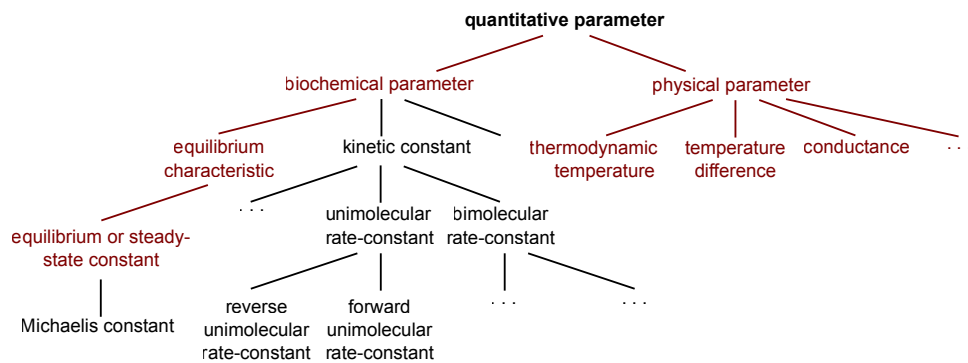 quantitative parameter
biochemical parameter
physical parameter
equilibrium
characteristic
kinetic constant
thermodynamic
temperature
temperature
difference
conductance
. .
. . .
unimolecular
rate-constant
bimolecular
rate-constant
equilibrium or steady-
state constant
. . .
. . .
Michaelis constant
reverse
unimolecular
rate-constant
forward
unimolecular
rate-constant